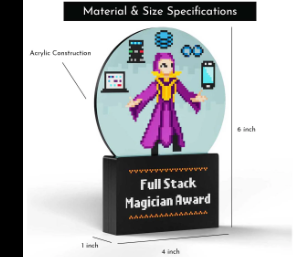 Material & Size Specifications
Acrylic Construction
6 inch
Full Stack
Magician Award
1 inch
4 inch